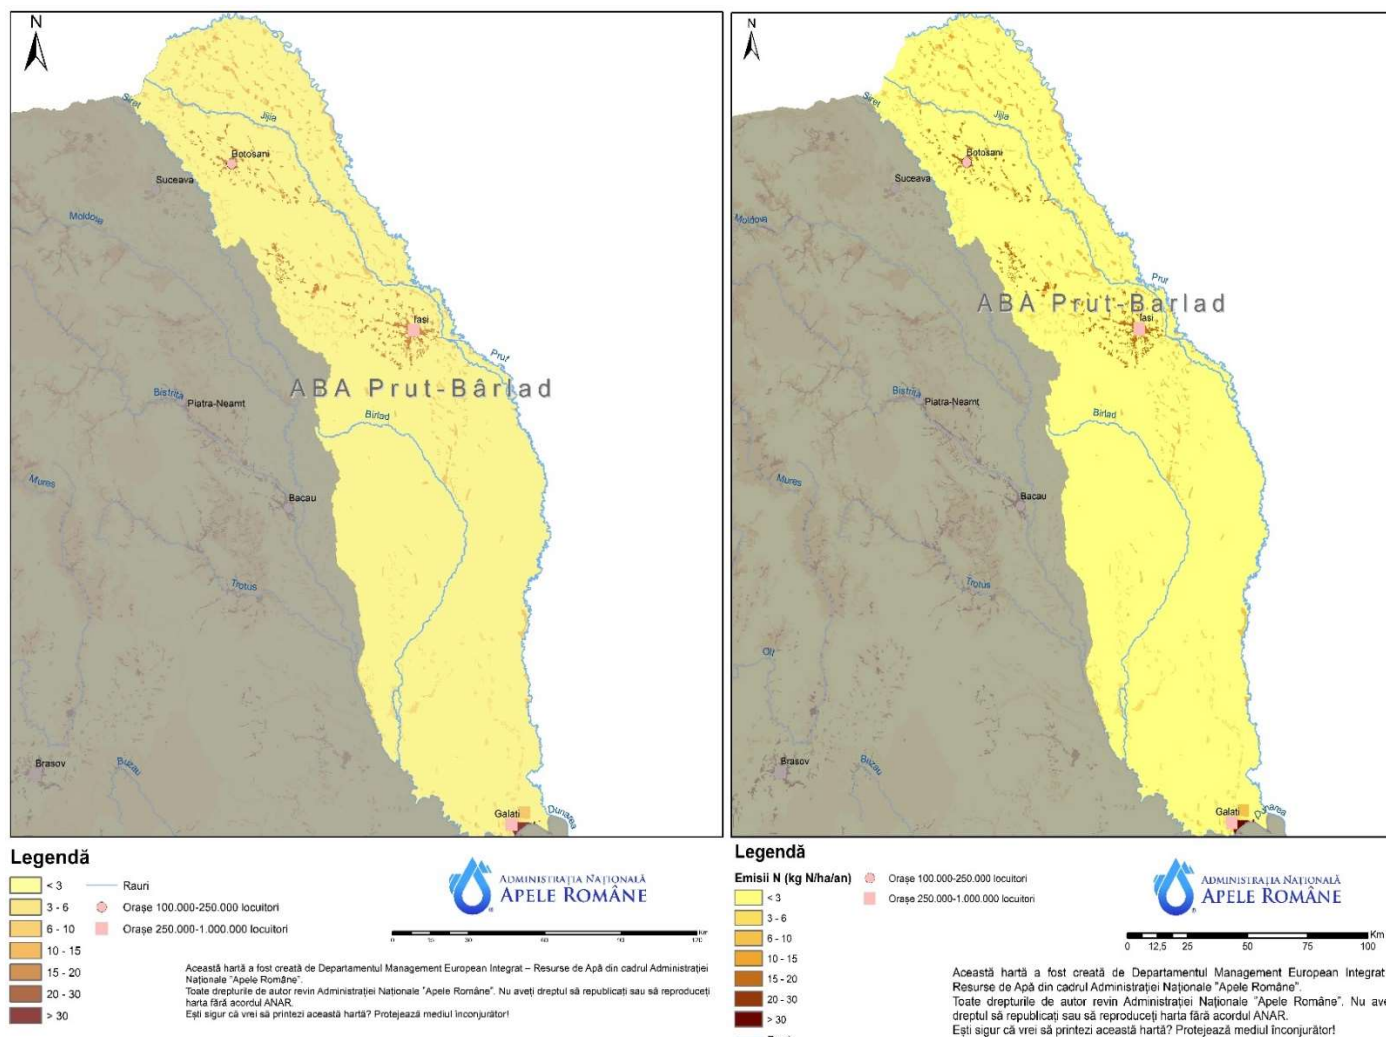 N
Siret
Jijia
Botosani
Suceava
Moldova
Iasi
Prut
ABA Prut-Bârlad
Bistrita
Piatra-Neamt
Birlad
Mures
Bacau
Trotus
Brasov
Buzau
Galati
Dunarea
Legendă
< 3
3 - 6
6 - 10
10 - 15
15 - 20
20 - 30
> 30
Rauri
Orașe 100.000-250.000 locuitori
Orașe 250.000-1.000.000 locuitori
ADMINISTRAȚIA NAȚIONALĂ
APELE ROMÂNE
Km
0 15 30 60 90 120
Această hartă a fost creată de Departamentul Management European Integrat – Resurse de Apă din cadrul Administrației
Naționale "Apele Române".
Toate drepturile de autor revin Administrației Naționale "Apele Române". Nu aveți dreptul să republicați sau să reproduceți
harta fără acordul ANAR.
Ești sigur că vrei să printezi această hartă? Protejează mediul înconjurător!
N
Siret
Jijia
Botosani
Suceava
Moldova
Prut
ABA Prut-Barlad
Iasi
Bistrita
Piatra-Neamt
Birlad
Mures
Bacau
Trotus
Olt
Brasov
Buzau
Galati
Dunarea
Legendă
Emisii N (kg N/ha/an)
< 3
3 - 6
6 - 10
10 - 15
15 - 20
20 - 30
> 30
Orașe 100.000-250.000 locuitori
Orașe 250.000-1.000.000 locuitori
ADMINISTRAȚIA NAȚIONALĂ
APELE ROMÂNE
Km
0 12,5 25 50 75 100
Această hartă a fost creată de Departamentul Management European Integrat
Resurse de Apă din cadrul Administrației Naționale "Apele Române".
Toate drepturile de autor revin Administrației Naționale "Apele Române". Nu ave
dreptul să republicați sau să reproduceți harta fără acordul ANAR.
Ești sigur că vrei să printezi această hartă? Protejează mediul înconjurător!